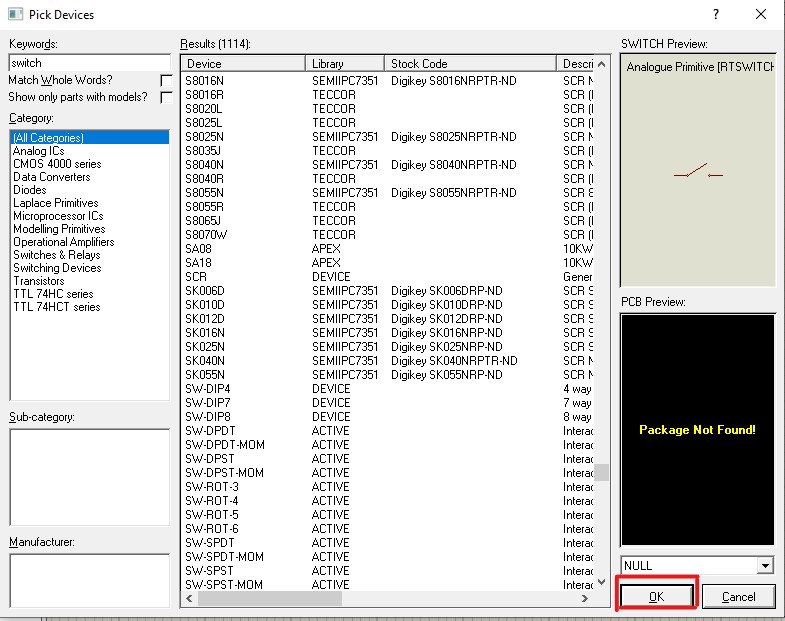 Pick Devices
?
Keywords:
switch
Match Whole Words?
Show only parts with models?
Category:
(All Categories)
Analog ICs
CMOS 4000 series
Data Converters
Diodes
Laplace Primitives
Microprocessor ICs
Modelling Primitives
Operational Amplifiers
Switches & Relays
Switching Devices
Transistors
TTL 74HC series
TTL 74HCT series
Sub-category:
Manufacturer:
Results (1114):
Device Library Stock Code Descri
S8016N SEMIIPC7351 Digikey S8016NRPTR-ND SCR N
S8016R TECCOR SCR (I
S8020L TECCOR SCR (I
S8025L TECCOR SCR (I
S8025N SEMIIPC7351 Digikey S8025NRPTR-ND SCR N
S8035J TECCOR SCR (I
S8040N SEMIIPC7351 Digikey S8040NRPTR-ND SCR N
S8040R TECCOR SCR (I
S8055N SEMIIPC7351 Digikey S8055NRPTR-ND SCR 8
S8055R TECCOR SCR (I
S8065J TECCOR SCR (I
S8070W TECCOR SCR (I
SA08 APEX 10KW
SA18 APEX 10KW
SCR DEVICE Gener
SK006D SEMIIPC7351 Digikey SK006DRP-ND SCR S
SK010D SEMIIPC7351 Digikey SK010DRP-ND SCR S
SK012D SEMIIPC7351 Digikey SK012DRP-ND SCR S
SK016N SEMIIPC7351 Digikey SK016NRP-ND SCR N
SK025N SEMIIPC7351 Digikey SK025NRP-ND SCR N
SK040N SEMIIPC7351 Digikey SK040NRPTR-ND SCR N
SK055N SEMIIPC7351 Digikey SK055NRP-ND SCR N
SW-DIP4 DEVICE 4 way
SW-DIP7 DEVICE 7 way
SW-DIP8 DEVICE 8 way
SW-DPDT ACTIVE Interac
SW-DPDT-MOM ACTIVE Interac
SW-DPST ACTIVE Interac
SW-DPST-MOM ACTIVE Interac
SW-ROT-3 ACTIVE Interac
SW-ROT-4 ACTIVE Interac
SW-ROT-5 ACTIVE Interac
SW-ROT-6 ACTIVE Interac
SW-SPDT ACTIVE Interac
SW-SPDT-MOM ACTIVE Interac
SW-SPST ACTIVE Interac
SW-SPST-MOM ACTIVE Interac
SWITCH Preview:
Analogue Primitive [RTSWITCH
PCB Preview:
Package Not Found!
NULL
OK
Cancel